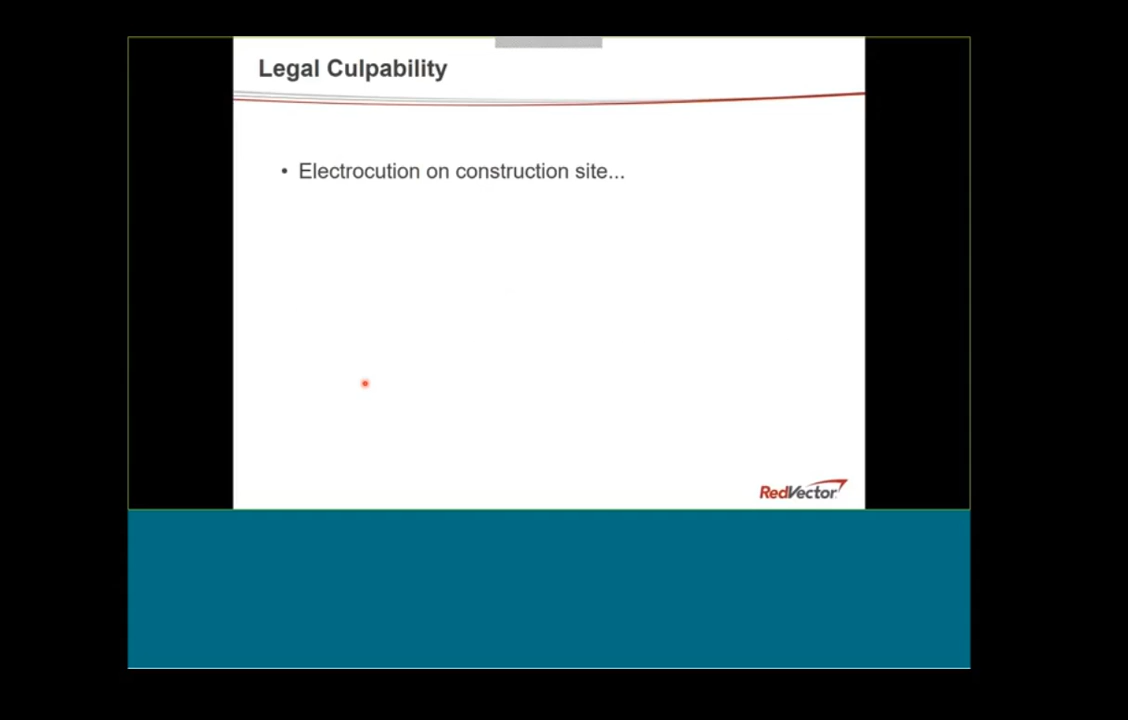 Legal Culpability
• Electrocution on construction site...
RedVector